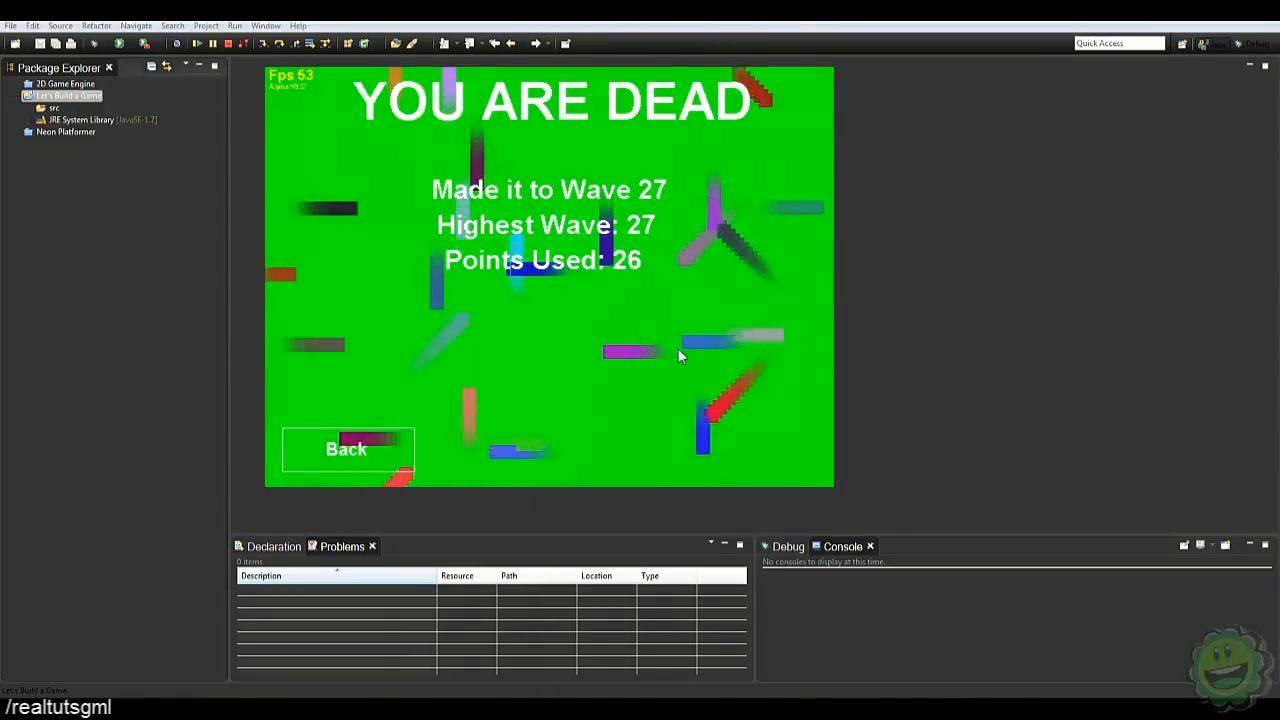 File Edit Source Refactor Navigate Search Project Run Window Help
Quick Access
Debug
Package Explorer
2D Game Engine
Let's Build a Game
src
JRE System Library [JavaSE-1.7]
Neon Platformer
Fps 53
YOU ARE DEAD
Made it to Wave 27
Highest Wave: 27
Points Used: 26
Back
Declaration Problems
0 items
Description Resource Path Location Type
Debug Console
No consoles to display at this time.
Let's Build a Game
/realtutsgml